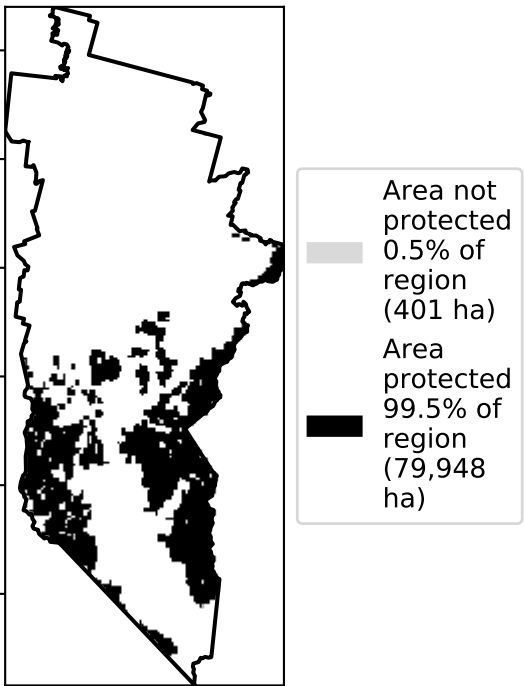 Area not
protected
0.5% of
region
(401 ha)
Area
protected
99.5% of
region
(79,948
ha)